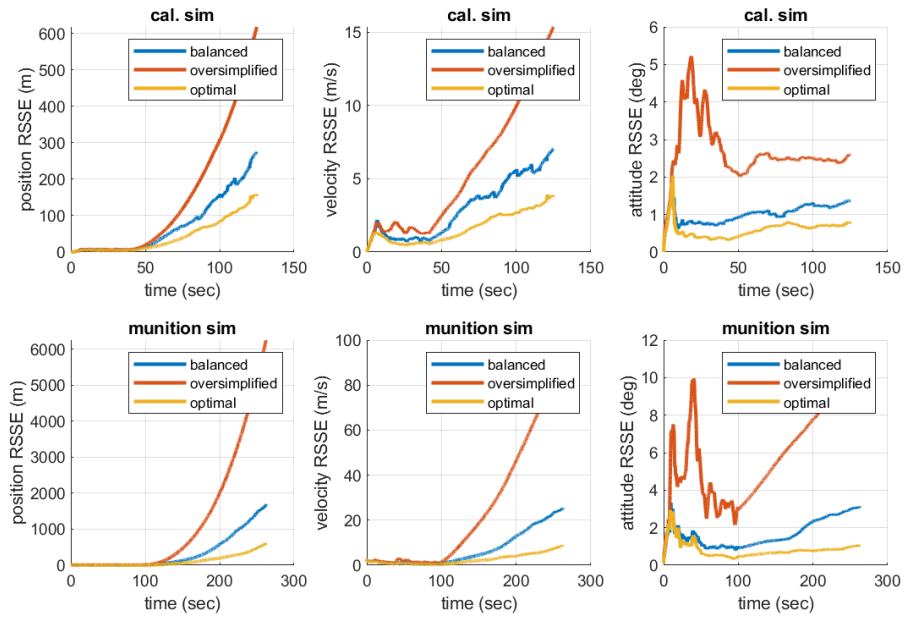 cal. sim
position RSSE (m)
600
500
400
300
200
100
0
balanced
oversimplified
optimal
0 50 100 150
time (sec)
cal. sim
velocity RSSE (m/s)
15
10
5
0
balanced
oversimplified
optimal
0 50 100 150
time (sec)
cal. sim
attitude RSSE (deg)
6
5
4
3
2
1
0
balanced
oversimplified
optimal
0 50 100 150
time (sec)
munition sim
position RSSE (m)
6000
5000
4000
3000
2000
1000
0
balanced
oversimplified
optimal
0 100 200 300
time (sec)
munition sim
velocity RSSE (m/s)
100
80
60
40
20
0
balanced
oversimplified
optimal
0 100 200 300
time (sec)
munition sim
attitude RSSE (deg)
12
10
8
6
4
2
0
balanced
oversimplified
optimal
0 100 200 300
time (sec)